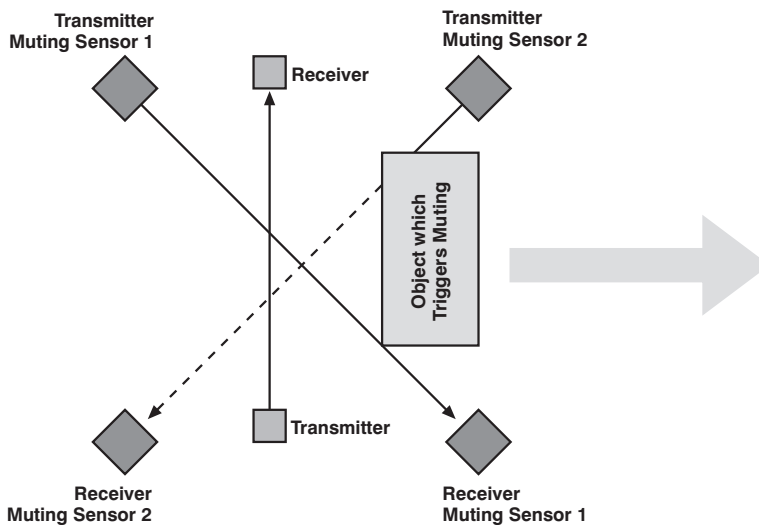 Transmitter
Muting Sensor 1
Transmitter
Muting Sensor 2
Receiver
Object which
Triggers Muting
Transmitter
Receiver
Muting Sensor 2
Receiver
Muting Sensor 1